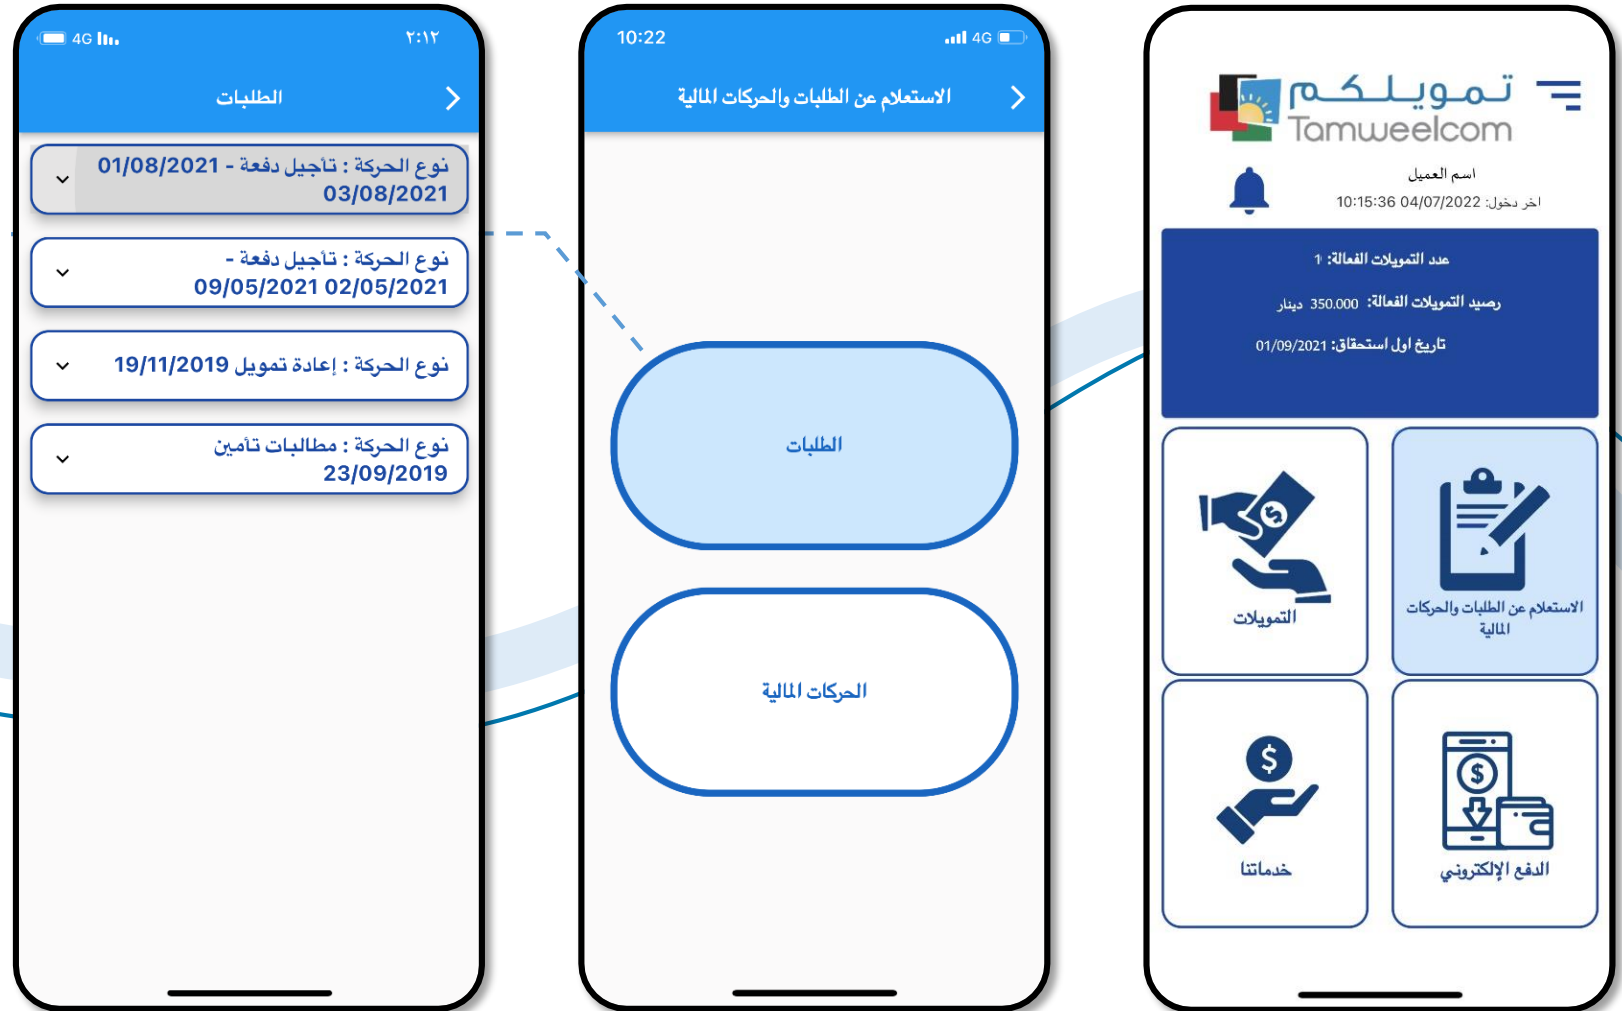 تمويلكم
Tamweelcom
اسم العميل
اخر دخول: 04/07/2022 10:15:36
عدد التمويلات الفعالة: 1
رصيد التمويلات الفعالة: 350.000 دينار
تاريخ اول استحقاق: 01/09/2021
الاستعلام عن الطلبات والحركات
المالية
التمويلات
الدفع الإلكتروني
خدماتنا
10:22
4G
الاستعلام عن الطلبات والحركات المالية
الطلبات
الحركات المالية
4G
٢:١٢
الطلبات
نوع الحركة : تأجيل دفعة - 01/08/2021
03/08/2021
نوع الحركة : تأجيل دفعة -
09/05/2021 02/05/2021
نوع الحركة : إعادة تمويل 19/11/2019
نوع الحركة : مطالبات تأمين
23/09/2019